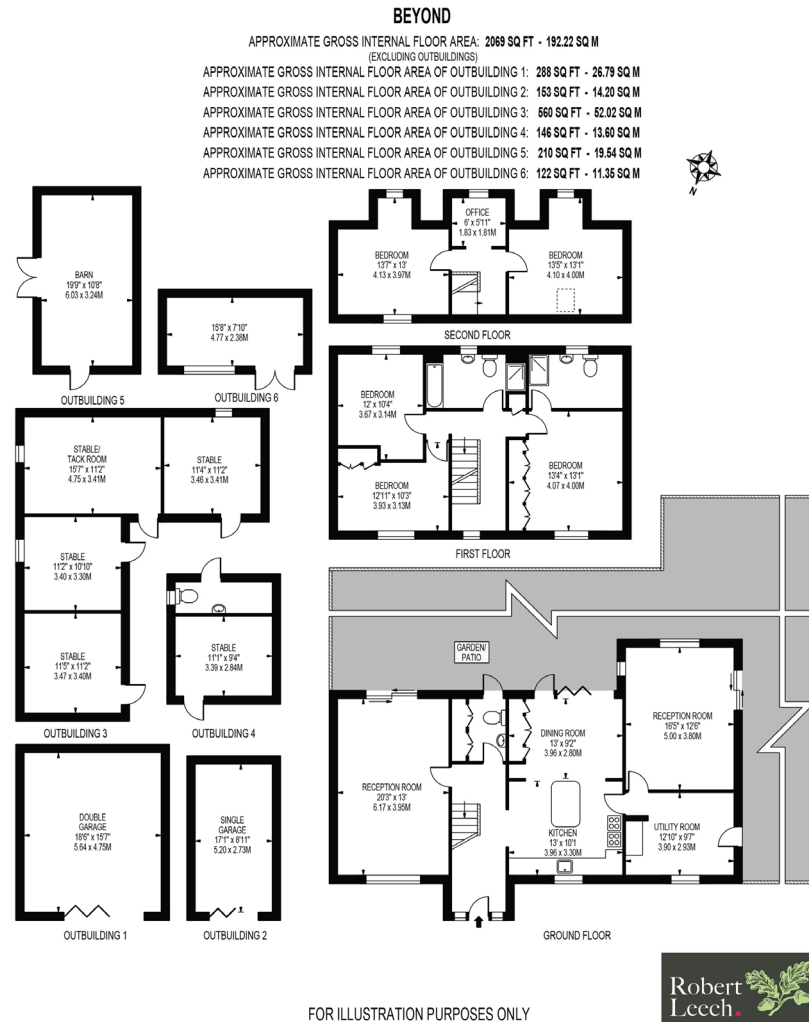 BEYOND
APPROXIMATE GROSS INTERNAL FLOOR AREA: 2069 SQ FT - 192.22 SQ M
(EXCLUDING OUTBUILDINGS)
APPROXIMATE GROSS INTERNAL FLOOR AREA OF OUTBUILDING 1: 288 SQ FT - 26.79 SQ M
APPROXIMATE GROSS INTERNAL FLOOR AREA OF OUTBUILDING 2: 153 SQ FT - 14.20 SQ M
APPROXIMATE GROSS INTERNAL FLOOR AREA OF OUTBUILDING 3: 560 SQ FT - 52.02 SQ M
APPROXIMATE GROSS INTERNAL FLOOR AREA OF OUTBUILDING 4: 146 SQ FT - 13.60 SQ M
APPROXIMATE GROSS INTERNAL FLOOR AREA OF OUTBUILDING 5: 210 SQ FT - 19.54 SQ M
APPROXIMATE GROSS INTERNAL FLOOR AREA OF OUTBUILDING 6: 122 SQ FT - 11.35 SQ M
N
BARN
19'9" x 10'8"
6.03 x 3.24M
OUTBUILDING 5
15'8" x 7'10"
4.77 x 2.38M
OUTBUILDING 6
OFFICE
6' x 5'11"
1.83 x 1.81M
BEDROOM
13'7" x 13'
4.13 x 3.97M
BEDROOM
13'5" x 13'1"
4.10 x 4.00M
SECOND FLOOR
BEDROOM
12' x 10'4"
3.67 x 3.14M
BEDROOM
12'11" x 10'3"
3.93 x 3.13M
BEDROOM
13'4" x 13'1"
4.07 x 4.00M
FIRST FLOOR
STABLE/
TACK ROOM
15'7" x 11'2"
4.75 x 3.41M
STABLE
11'4" x 11'2"
3.46 x 3.41M
STABLE
11'2" x 10'10"
3.40 x 3.30M
STABLE
11'5" x 11'2"
3.47 x 3.40M
OUTBUILDING 3
STABLE
11'1" x 9'4"
3.39 x 2.84M
OUTBUILDING 4
DOUBLE
GARAGE
18'6" x 15'7"
5.64 x 4.75M
OUTBUILDING 1
SINGLE
GARAGE
17'1" x 8'11"
5.20 x 2.73M
OUTBUILDING 2
GARDEN/
PATIO
RECEPTION ROOM
20'3" x 13'
6.17 x 3.95M
DINING ROOM
13' x 9'2"
3.96 x 2.80M
KITCHEN
13' x 10'1
3.96 x 3.30M
RECEPTION ROOM
16'5" x 12'6"
5.00 x 3.80M
UTILITY ROOM
12'10" x 9'7"
3.90 x 2.93M
GROUND FLOOR
Robert
Leech.
FOR ILLUSTRATION PURPOSES ONLY